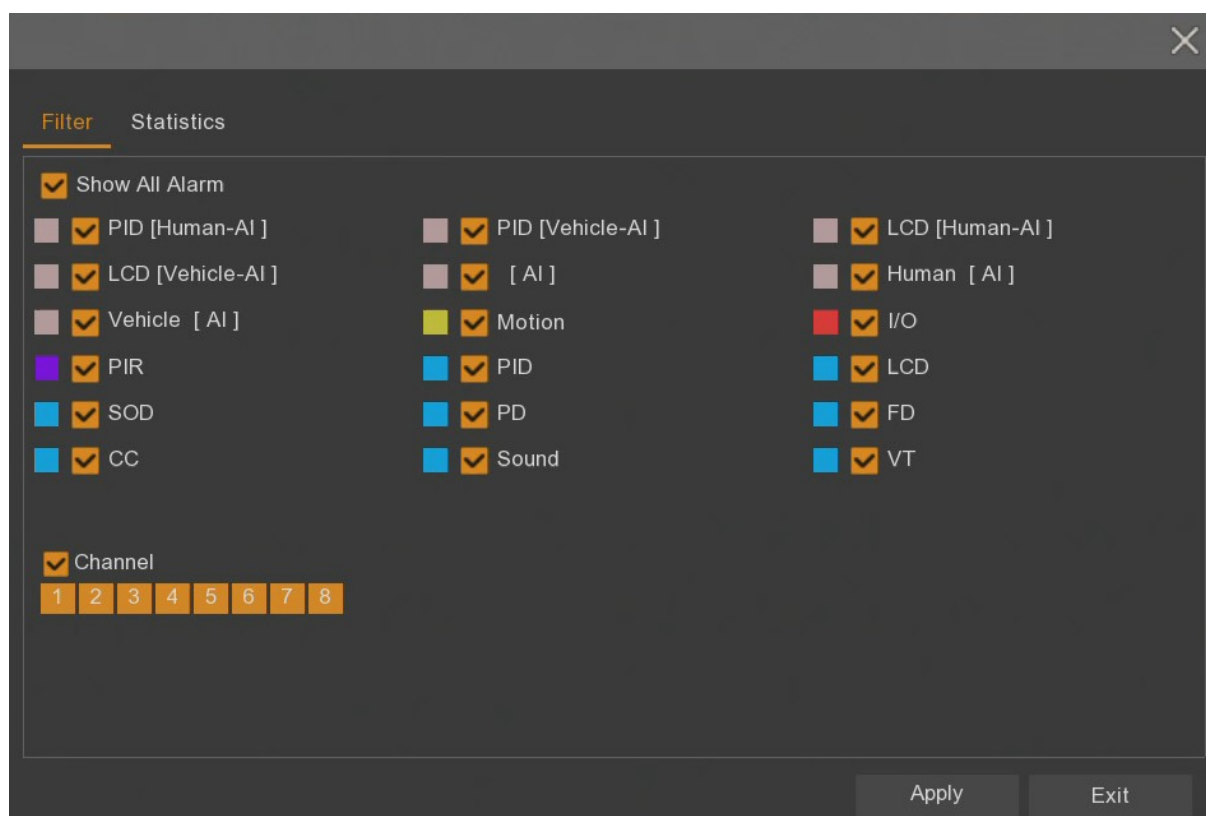 Filter Statistics
Show All Alarm
PID [Human-AI ] PID [Vehicle-AI ] LCD [Human-AI ]
LCD [Vehicle-AI ] [ AI ] Human [ AI ]
Vehicle [ AI ] Motion I/O
PIR PID LCD
SOD PD FD
CC Sound VT
Channel
1 2 3 4 5 6 7 8
Apply Exit